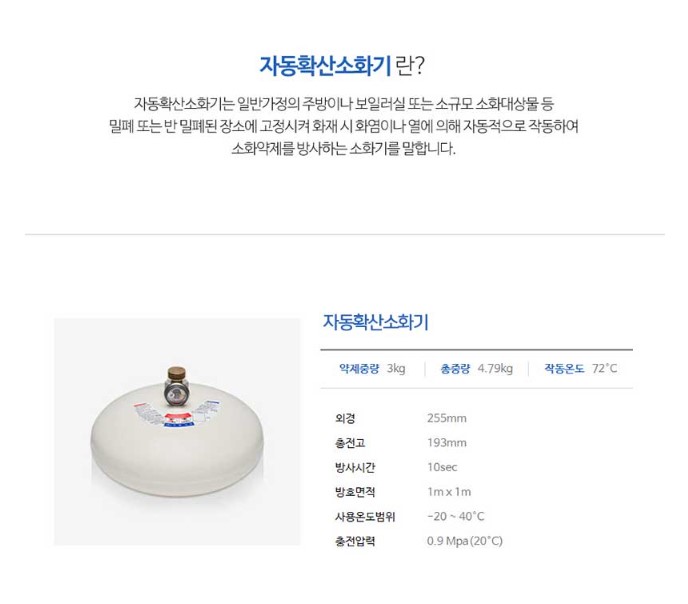 자동확산소화기란?
자동확산소화기는 일반가정의 주방이나 보일러실 또는 소규모 소화대상물 등
밀폐 또는 반 밀폐된 장소에 고정시켜 화재 시 화염이나 열에 의해 자동적으로 작동하여
소화약제를 방사하는 소화기를 말합니다.
자동확산소화기
약제중량 3kg 총중량 4.79kg 작동온도 72˚C
외경 255mm
총전고 193mm
방사시간 10sec
방호면적 1m x 1m
사용온도범위 -20 ~ 40˚C
충전압력 0.9 Mpa(20˚C)